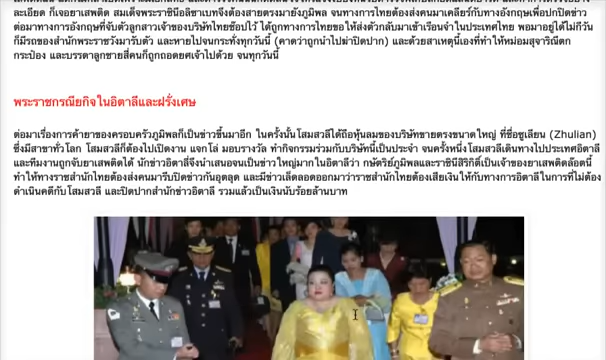 ละเอียด ก็เจอยาเสพติด สมเด็จพระราชินีอลิซาเบทจึงต้องสายตรงมายังภูมิพล จนทางการไทยต้องส่งคนมาเคลียร์กับทางอังกฤษเพื่อปกปิดข่าว
ต่อมาทางการอังกฤษที่จับตัวลูกสาวเจ้าของบริษัทไทยช้อปไว้ ได้ถูกทางการไทยขอให้ส่งตัวกลับมาเข้าเรือนจำในประเทศไทย พอมาอยู่ได้ไม่กี่วัน
ก็มีรถของสำนักพระราชวังมารับตัว และหายไปจนกระทั่งทุกวันนี้ (คาดว่าถูกนำไปฆ่าปิดปาก) และด้วยสาเหตุนี้เองที่ทำให้หม่อมสุจาริณีตก
กระป๋อง และบรรดาลูกชายสี่คนก็ถูกถอดยศเจ้าไปด้วย จนทุกวันนี้
พระราชกรณียกิจในอิตาลีและฝรั่งเศษ
ต่อมาเรื่องการค้ายาของครอบครัวภูมิพลก็เป็นข่าวขึ้นมาอีก ในครั้งนั้นโสมสวลีได้ถือหุ้นลมของบริษัทขายตรงขนาดใหญ่ ที่ชื่อซูเลียน (Zhulian)
ซึ่งมีสาขาทั่วโลก โสมสวลีก็ต้องไปเปิดงาน แจกโล่ มอบรางวัล ทำกิจกรรมร่วมกับบริษัทนี้เป็นประจำ จนครั้งหนึ่งโสมสวลีเดินทางไปประเทศอิตาลี
และทีมงานถูกจับยาเสพติดได้ นักข่าวอิตาลี่จึงนำเสนอจนเป็นข่าวใหญ่มากในอิตาลีว่า กษัตริย์ภูมิพลและราชินีสิริกิติ์เป็นเจ้าของยาเสพติดล้อตนี้
ทำให้ทางราชสำนักไทยต้องส่งคนมารีบปิดข่าวกันอุตลุด และมีข่าวเล็ดลอดออกมาว่าราชสำนักไทยต้องเสียเงินให้กับทางการอิตาลีในการที่ไม่ต้อง
ดำเนินคดีกับโสมสวลี และปิดปากสำนักข่าวอิตาลี รวมแล้วเป็นเงินนับร้อยล้านบาท